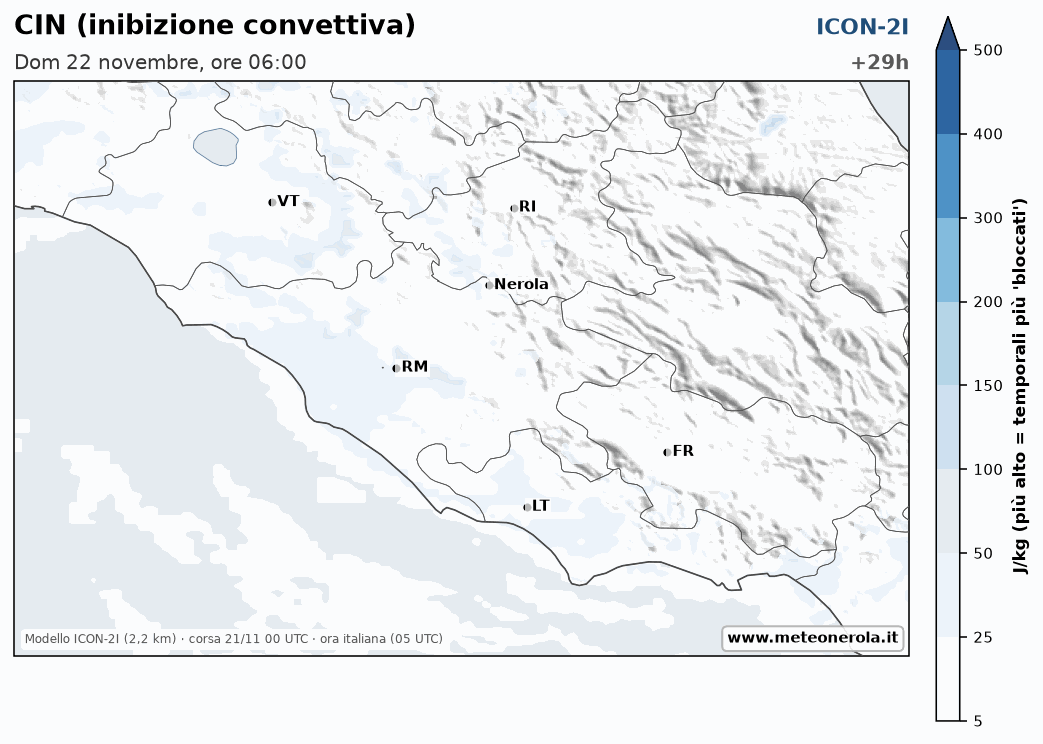 CIN (inibizione convettiva)
ICON-2I
Dom 22 novembre, ore 06:00
+29h
500
400
300
200
150
100
50
25
5
J/kg (più alto = temporali più 'bloccati')
VT
RI
Nerola
RM
FR
LT
Modello ICON-2I (2,2 km) · corsa 21/11 00 UTC · ora italiana (05 UTC)
www.meteonerola.it